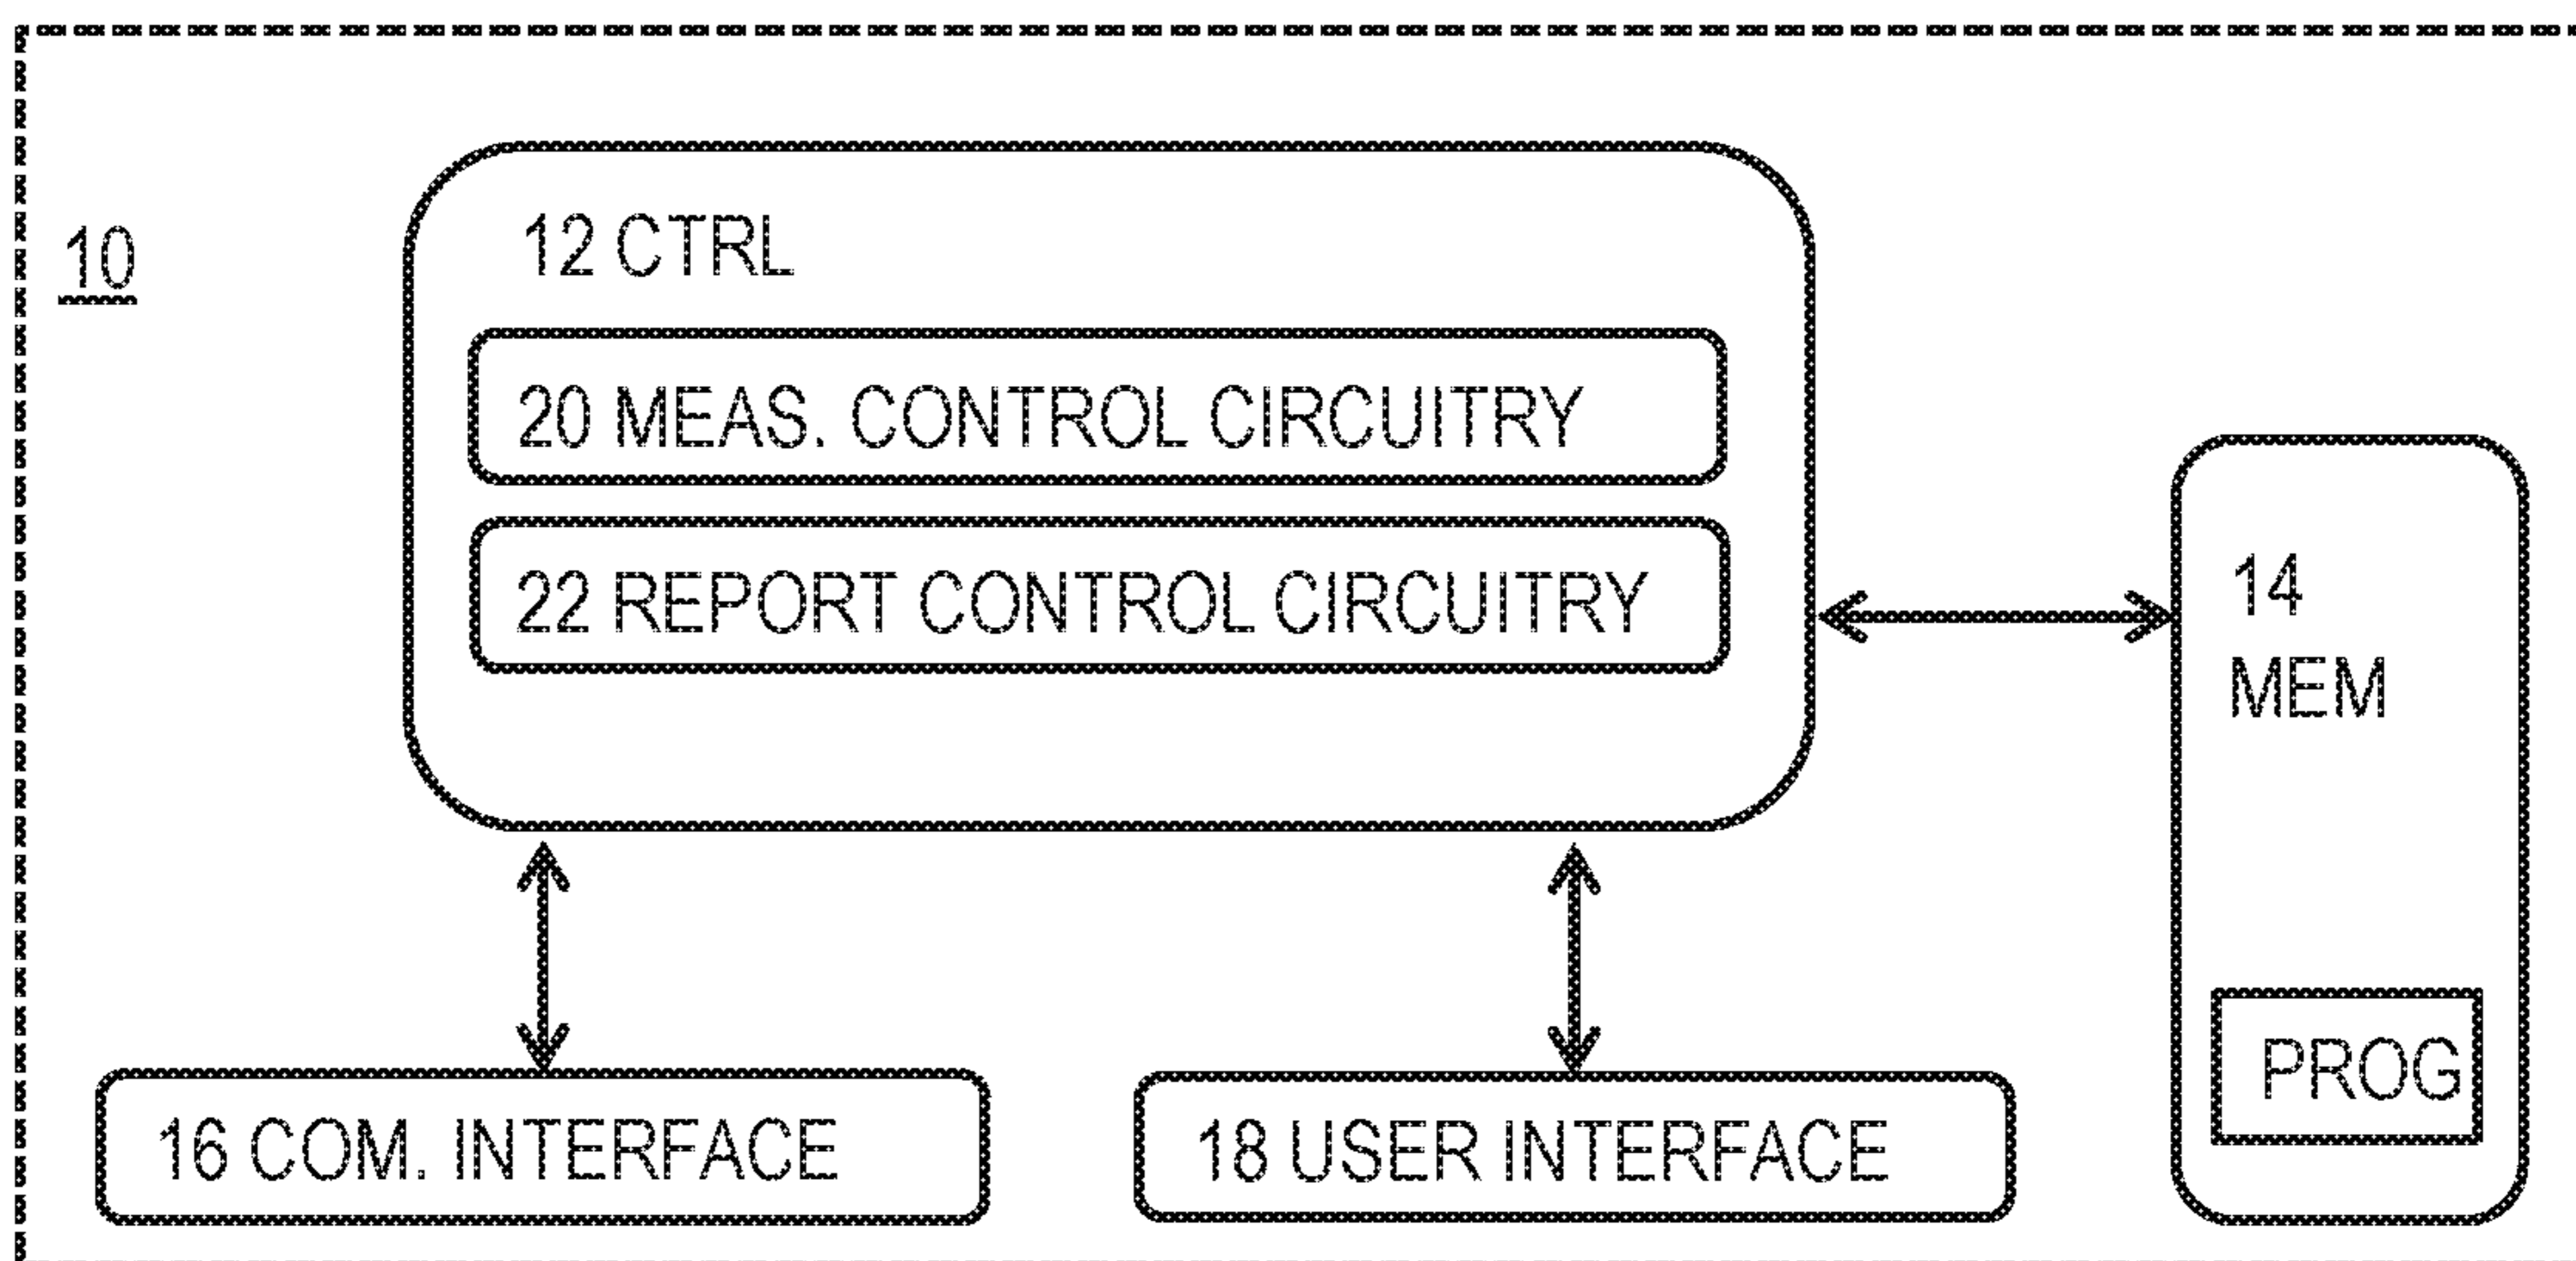 10
12 CTRL
20 MEAS. CONTROL CIRCUITRY
22 REPORT CONTROL CIRCUITRY
14
MEM
PROG
16 COM. INTERFACE
18 USER INTERFACE